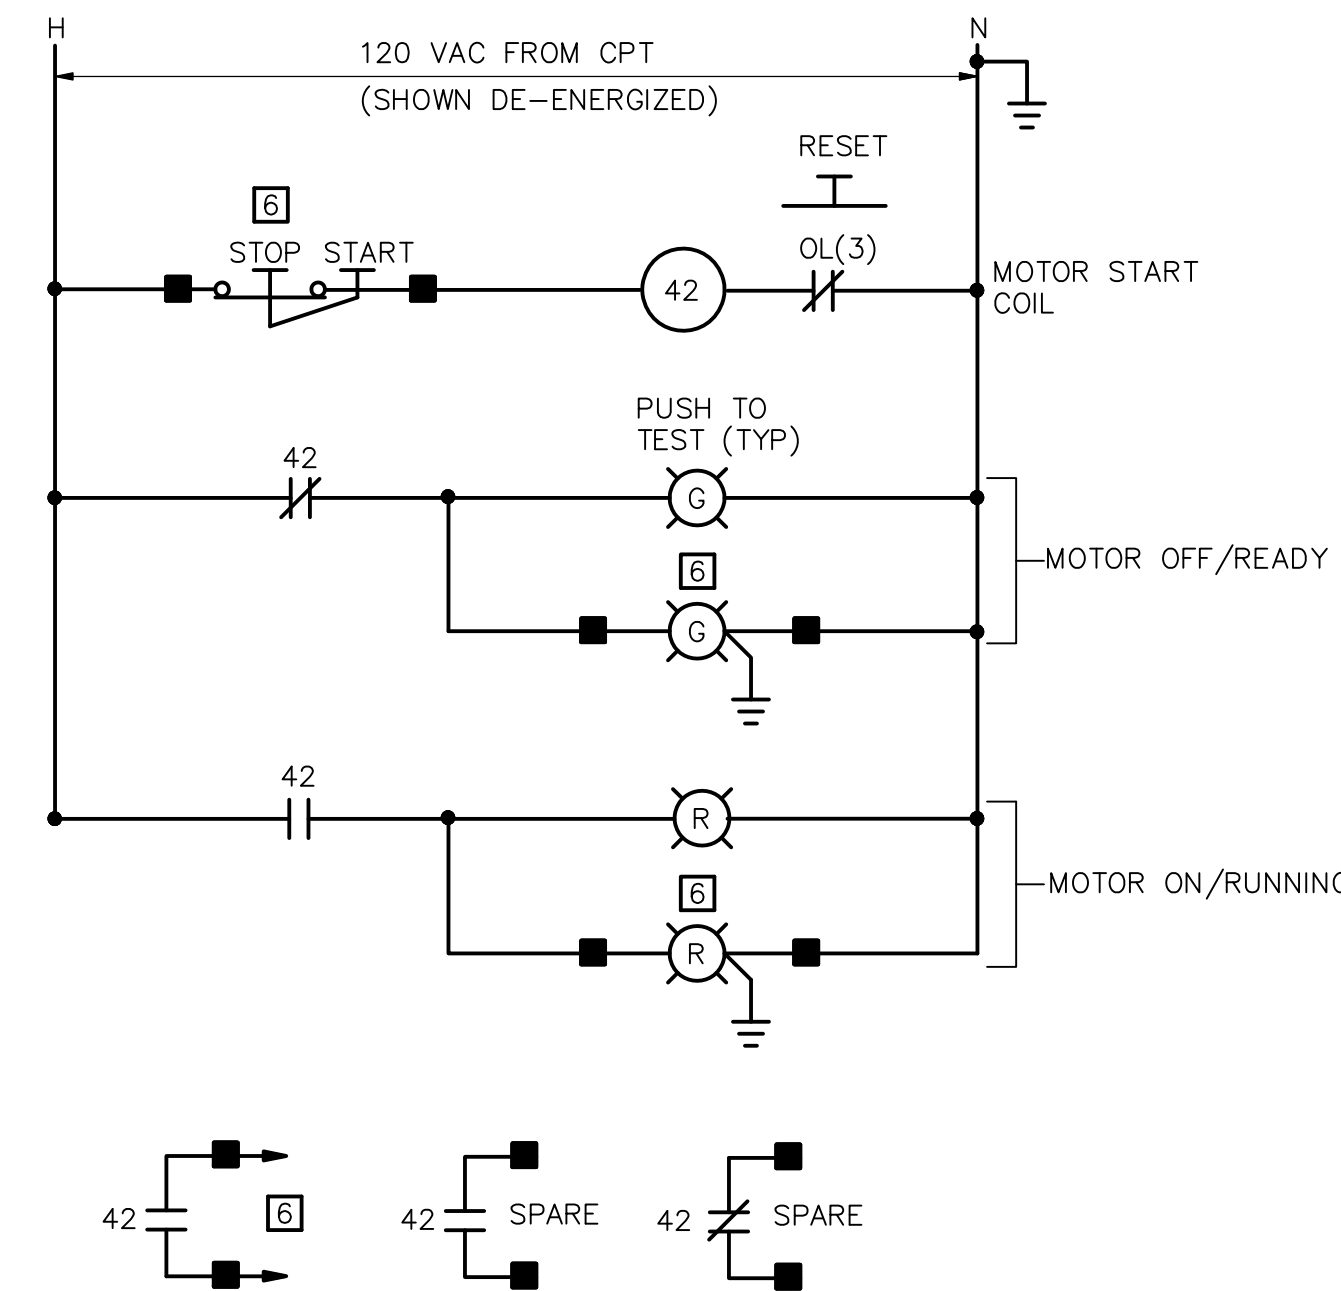 H
N
120 VAC FROM CPT
(SHOWN DE-ENERGIZED)
RESET
6
STOP START
OL(3)
42
MOTOR START
COIL
PUSH TO
TEST (TYP)
42
G
6
G
MOTOR OFF/READY
42
R
6
R
MOTOR ON/RUNNING
42
6
42
SPARE
42
SPARE